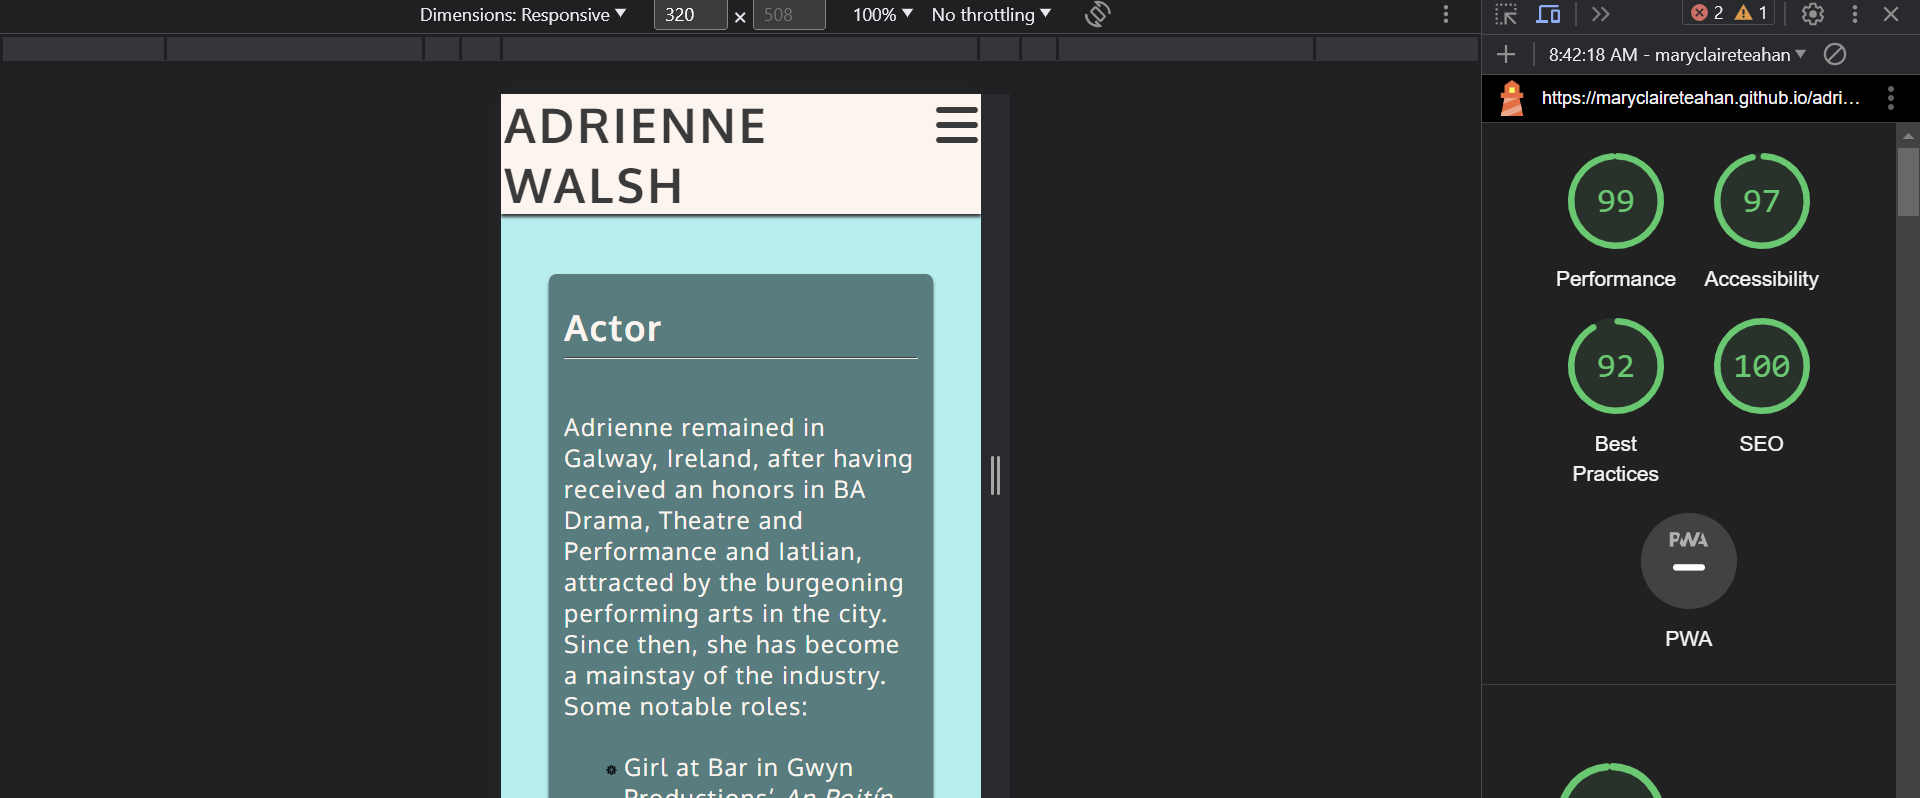 Dimensions: Responsive ▼ 320 × 508 100% ▼ No throttling ▼
2 1
8:42:18 AM - maryclaireteahan ▼
https://maryclaireteahan.github.io/adri…
ADRIENNE
WALSH
Actor
Adrienne remained in
Galway, Ireland, after having
received an honors in BA
Drama, Theatre and
Performance and Iatlian,
attracted by the burgeoning
performing arts in the city.
Since then, she has become
a mainstay of the industry.
Some notable roles:
Girl at Bar in Gwyn
Productions', An Poitín
99 97
Performance Accessibility
92 100
Best SEO
Practices
PWA
PWA